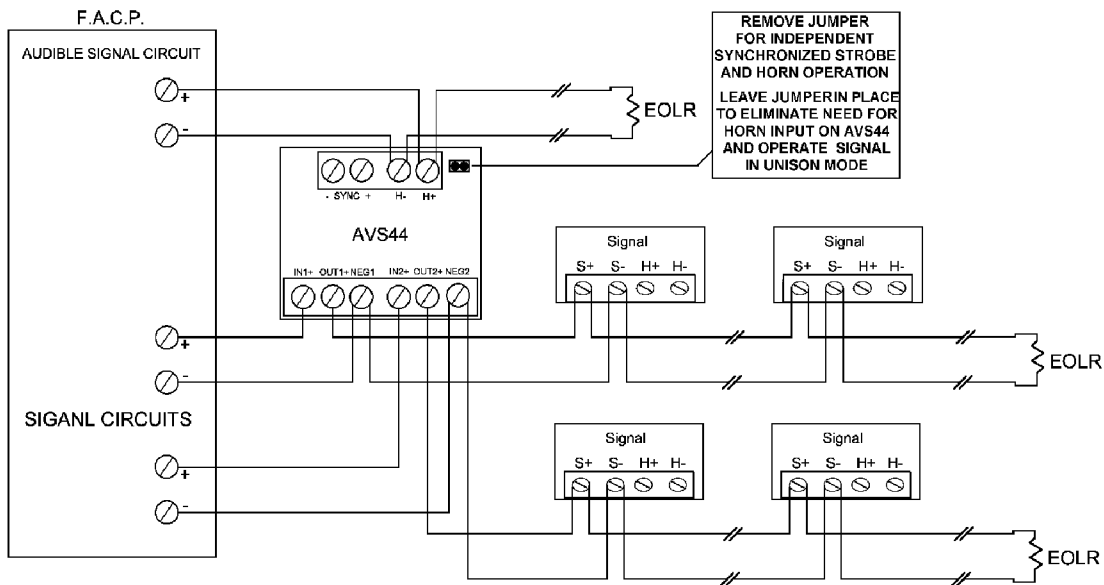 F.A.C.P.
AUDIBLE SIGNAL CIRCUIT
+
-
EOLR
REMOVE JUMPER
FOR INDEPENDENT
SYNCHRONIZED STROBE
AND HORN OPERATION
LEAVE JUMPERIN PLACE
TO ELIMINATE NEED FOR
HORN INPUT ON AVS44
AND OPERATE SIGNAL
IN UNISON MODE
- SYNC + H- H+
AVS44
IN1+ OUT1+ NEG1 IN2+ OUT2+ NEG2
Signal
S+ S- H+ H-
Signal
S+ S- H+ H-
+
-
EOLR
SIGANL CIRCUITS
Signal
S+ S- H+ H-
Signal
S+ S- H+ H-
+
-
EOLR